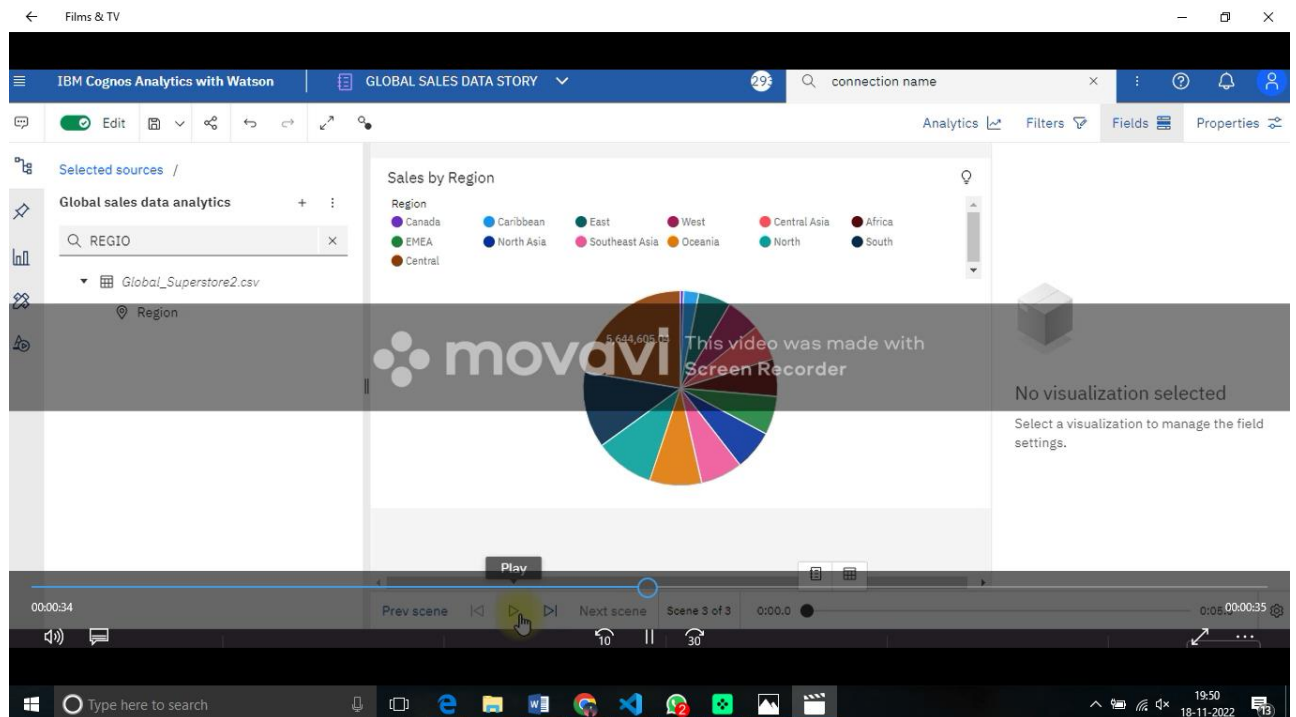 Films & TV
IBM Cognos Analytics with Watson
GLOBAL SALES DATA STORY
connection name
Edit
Analytics
Filters
Fields
Properties
Selected sources /
Global sales data analytics
REGIO
Global_Superstore2.csv
Region
Sales by Region
Region
Canada Caribbean East West Central Asia Africa
EMEA North Asia Southeast Asia Oceania North South
Central
movavi
This video was made with
Screen Recorder
No visualization selected
Select a visualization to manage the field
settings.
Play
00:00:34
Prev scene
Next scene
Scene 3 of 3
0:00.0
00:00:35
10
30
Type here to search
2
19:50
18-11-2022
13